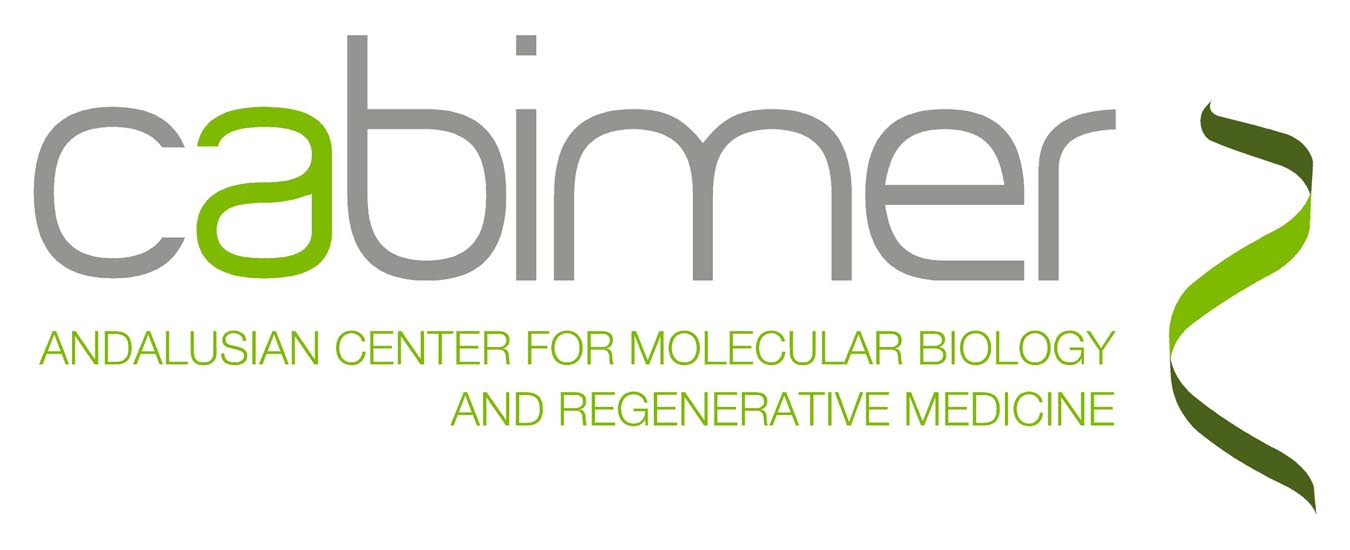 cabimer
ANDALUSIAN CENTER FOR MOLECULAR BIOLOGY
AND REGENERATIVE MEDICINE